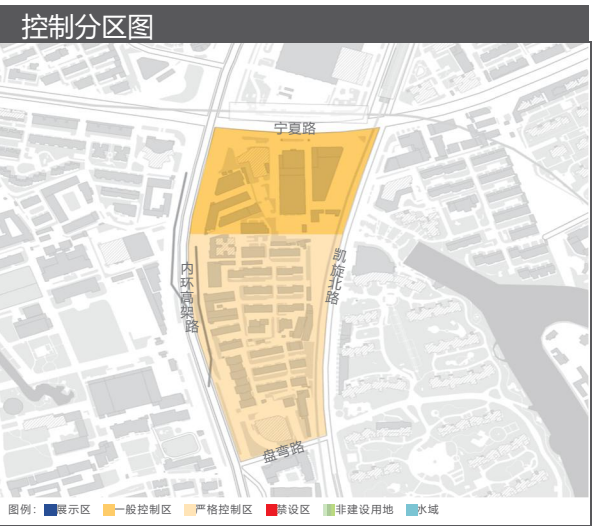 控制分区图
宁夏路
凯旋北路
内环高架路
盘弯路
图例： 展示区 一般控制区 严格控制区 禁设区 非建设用地 水域